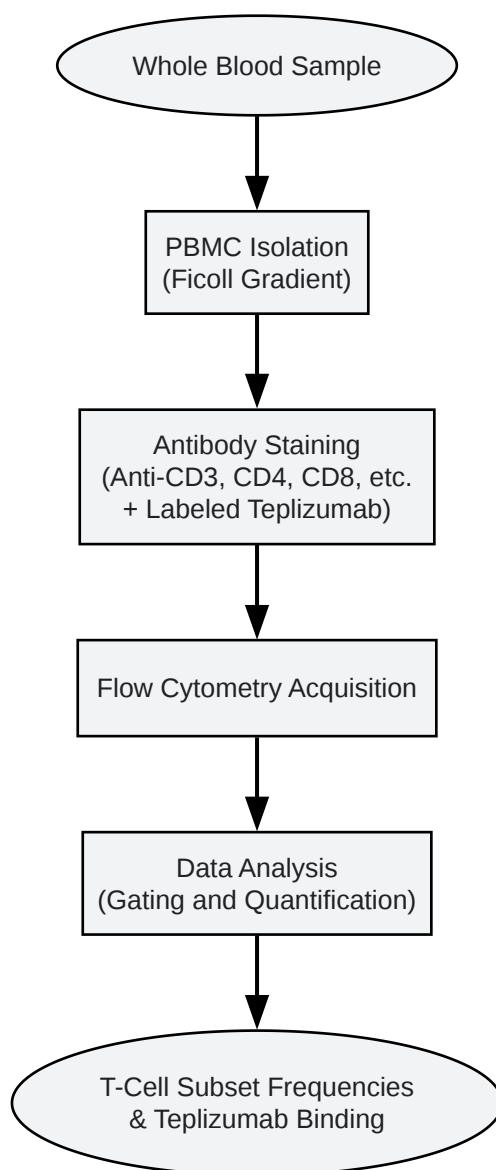 Whole Blood Sample
PBMC Isolation
(Ficoll Gradient)
Antibody Staining
(Anti-CD3, CD4, CD8, etc.
+ Labeled Teplizumab)
Flow Cytometry Acquisition
Data Analysis
(Gating and Quantification)
T-Cell Subset Frequencies
& Teplizumab Binding